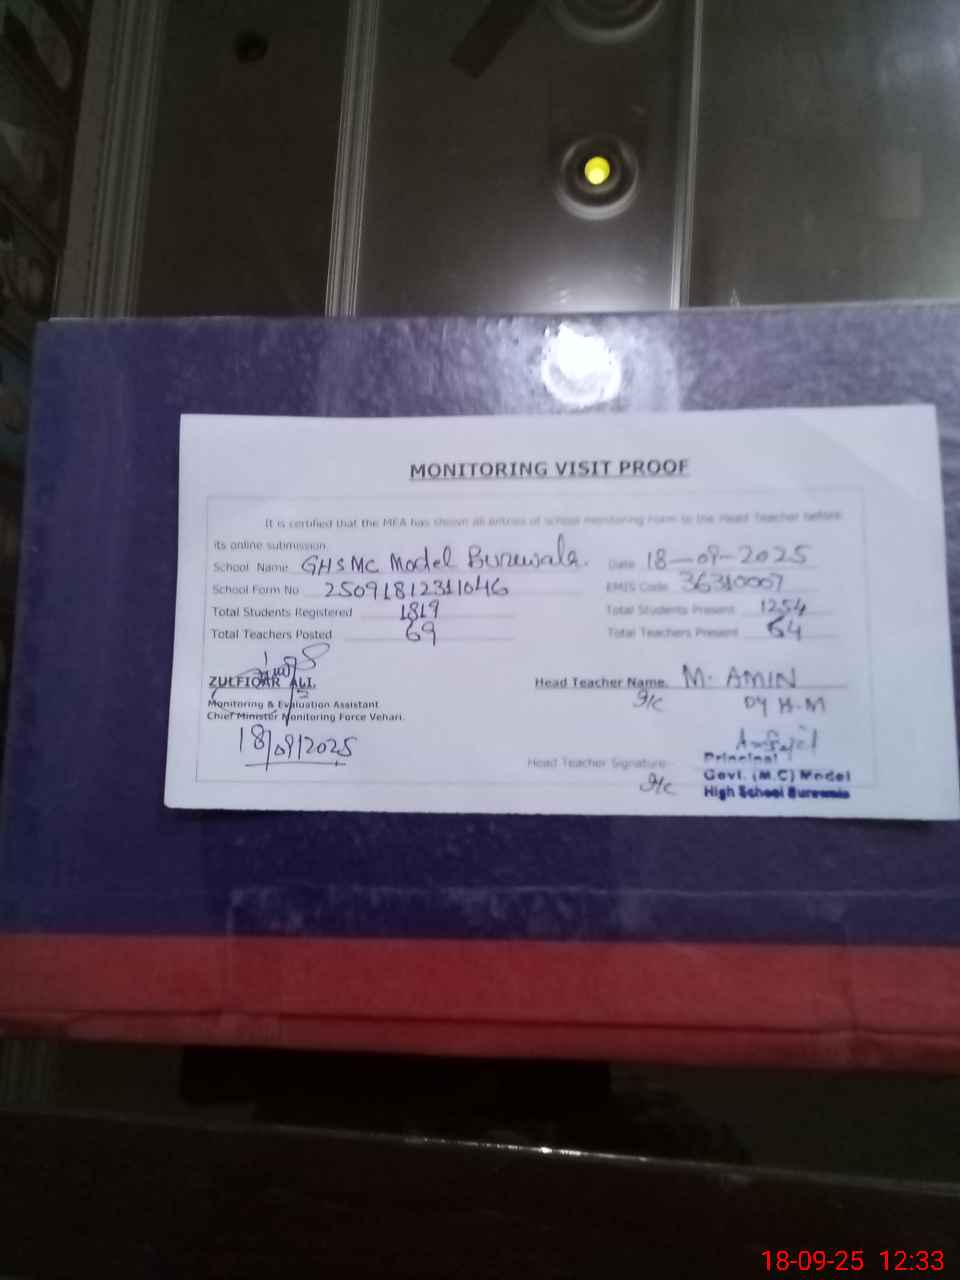 MONITORING VISIT PROOF
It is certified that the MEA has shown all entries of school monitoring Form to the Head Teacher before
its online submission
School Name GHS MC Model Burewala.
Date 18-09-2025
School Form No 25091812311046
EMIS Code 36310007
Total Students Registered 1819
Total Students Present 1254
Total Teachers Posted 69
Total Teachers Present 64
ZULFIQAR ALI.
Monitoring & Evaluation Assistant
Chief Minister Monitoring Force Vehari.
18/09/2025
Head Teacher Name. M. AMIN
I/C DY H.M
Head Teacher Signature
I/C
Principal
Govt. (M.C) Model
High School Burewala
18-09-25 12:33